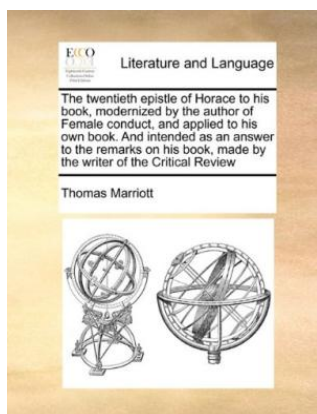 ECCO
Literature and Language
The twentieth epistle of Horace to his
book, modernized by the author of
Female conduct, and applied to his
own book. And intended as an answer
to the remarks on his book, made by
the writer of the Critical Review
Thomas Marriott